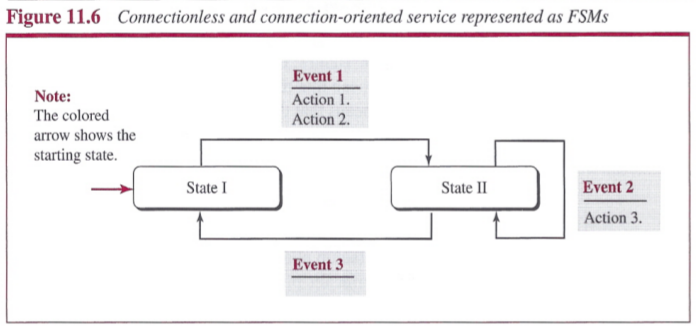 Figure 11.6 Connectionless and connection-oriented service represented as FSMs
Note:
The colored
arrow shows the
starting state.
Event 1
Action 1.
Action 2.
State I
State II
Event 2
Action 3.
Event 3